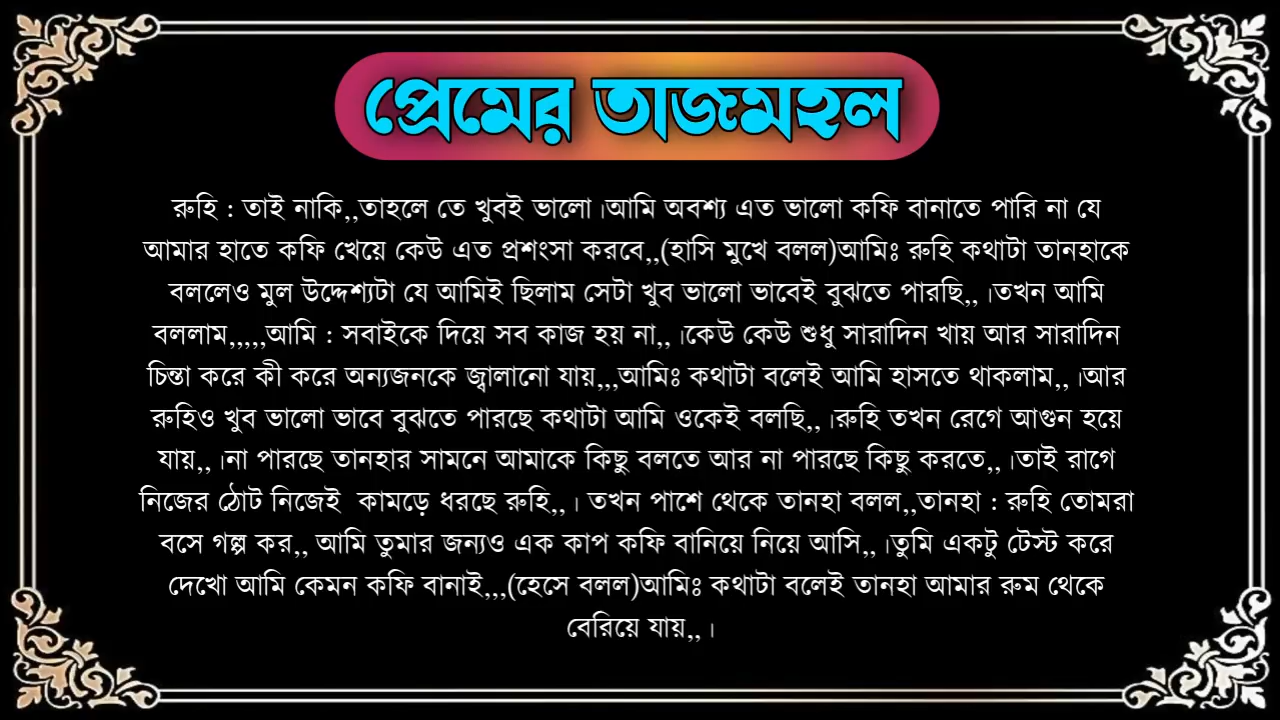 প্রেমের তাজমহল
রুহি : তাই নাকি,,তাহলে তে খুবই ভালো।আমি অবশ্য এত ভালো কফি বানাতে পারি না যে
আমার হাতে কফি খেয়ে কেউ এত প্রশংসা করবে,,(হাসি মুখে বলল)আমিঃ রুহি কথাটা তানহাকে
বললেও মুল উদ্দেশ্যটা যে আমিই ছিলাম সেটা খুব ভালো ভাবেই বুঝতে পারছি,,।তখন আমি
বললাম,,,,,আমি : সবাইকে দিয়ে সব কাজ হয় না,,।কেউ কেউ শুধু সারাদিন খায় আর সারাদিন
চিন্তা করে কী করে অন্যজনকে জ্বালানো যায়,,,আমিঃ কথাটা বলেই আমি হাসতে থাকলাম,,।আর
রুহিও খুব ভালো ভাবে বুঝতে পারছে কথাটা আমি ওকেই বলছি,,।রুহি তখন রেগে আগুন হয়ে
যায়,,।না পারছে তানহার সামনে আমাকে কিছু বলতে আর না পারছে কিছু করতে,,।তাই রাগে
নিজের ঠোট নিজেই  কামড়ে ধরছে রুহি,,। তখন পাশে থেকে তানহা বলল,,তানহা : রুহি তোমরা
বসে গল্প কর,, আমি তুমার জন্যও এক কাপ কফি বানিয়ে নিয়ে আসি,,।তুমি একটু টেস্ট করে
দেখো আমি কেমন কফি বানাই,,,(হেসে বলল)আমিঃ কথাটা বলেই তানহা আমার রুম থেকে
বেরিয়ে যায়,,।